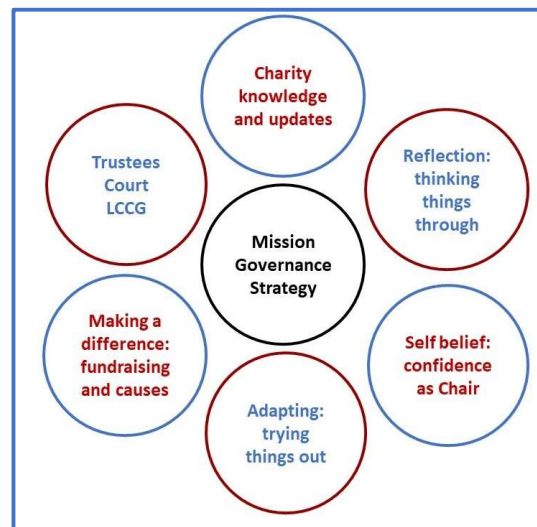 Charity
knowledge
and updates
Trustees
Court
LCCG
Reflection:
thinking
things
through
Mission
Governance
Strategy
Making a
difference:
fundraising
and causes
Self belief:
confidence
as Chair
Adapting:
trying
things out